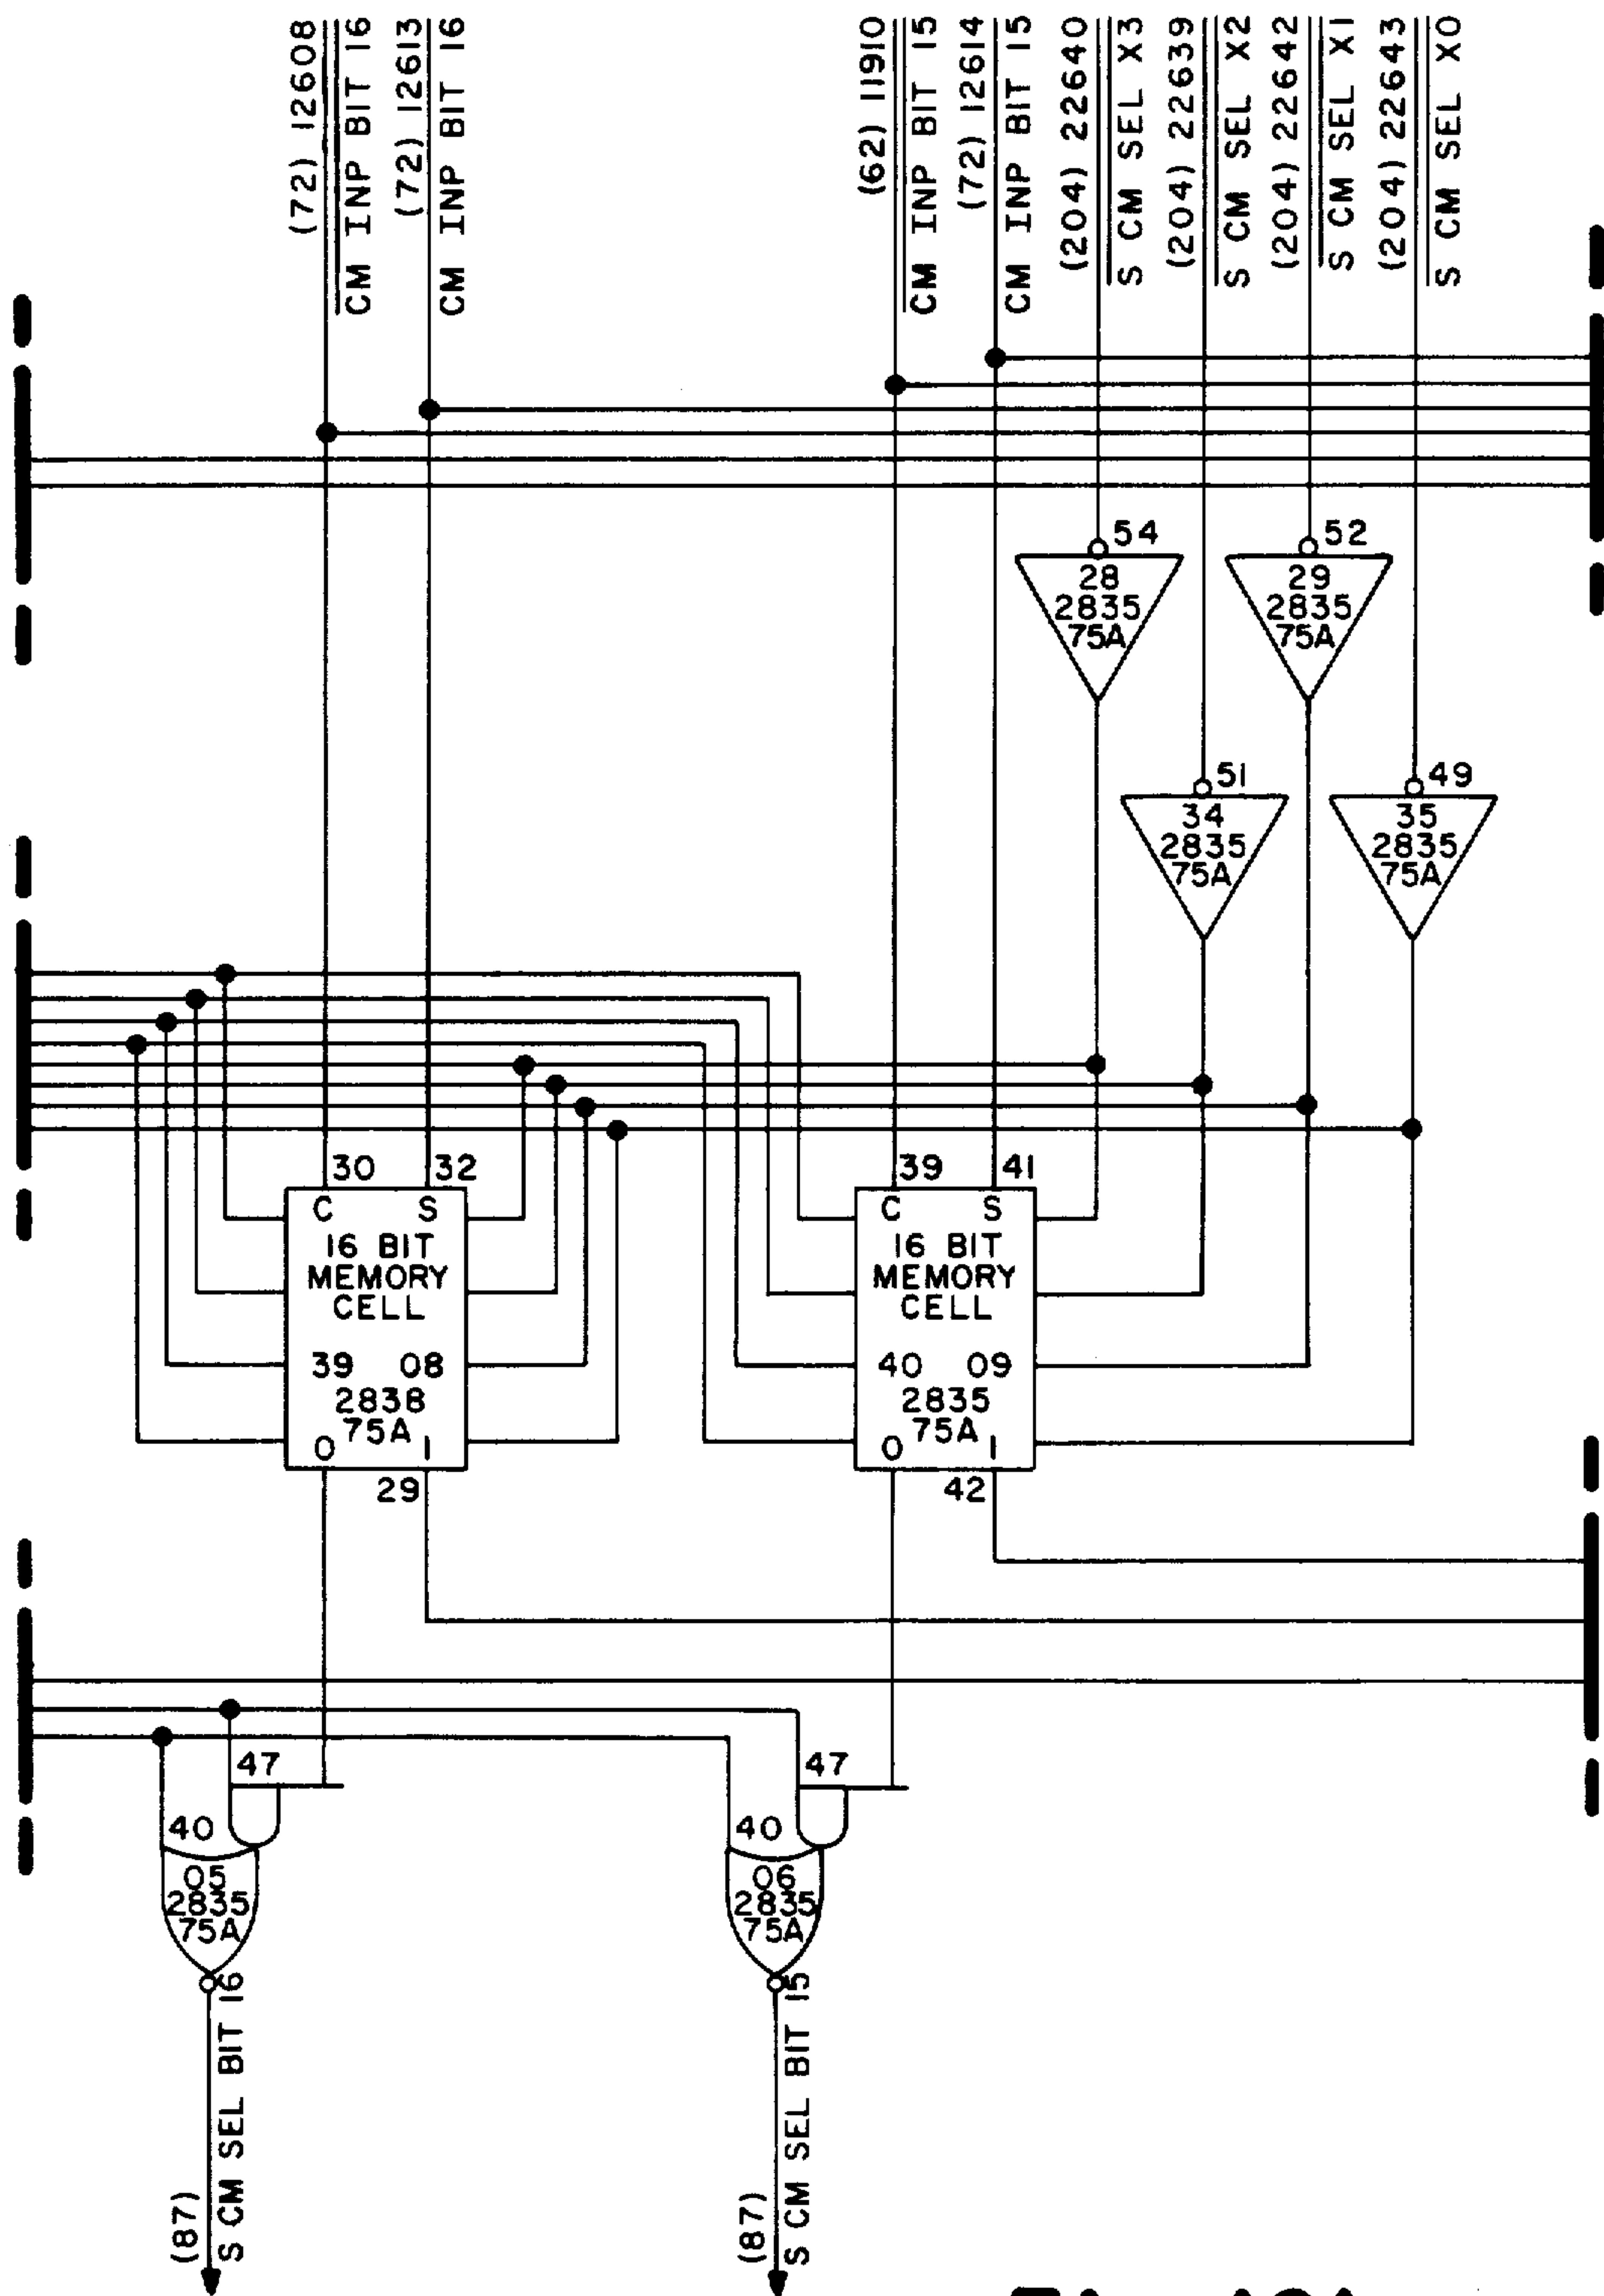 (72) 12608
CM INP BIT 16
(72) 12613
CM INP BIT 16
(62) 11910
CM INP BIT 15
(72) 12614
CM INP BIT 15
(204) 22640
S CM SEL X3
(204) 22639
S CM SEL X2
(204) 22642
S CM SEL X1
(204) 22643
S CM SEL X0
54
28
2835
75A
52
29
2835
75A
51
34
2835
75A
49
35
2835
75A
30 32
C S
16 BIT
MEMORY
CELL
39 08
2838
75A
0 1
29
39 41
C S
16 BIT
MEMORY
CELL
40 09
2835
75A
0 1
42
47
40
05
2835
75A
47
40
06
2835
75A
(87)
S CM SEL BIT 16
(87)
S CM SEL BIT 15